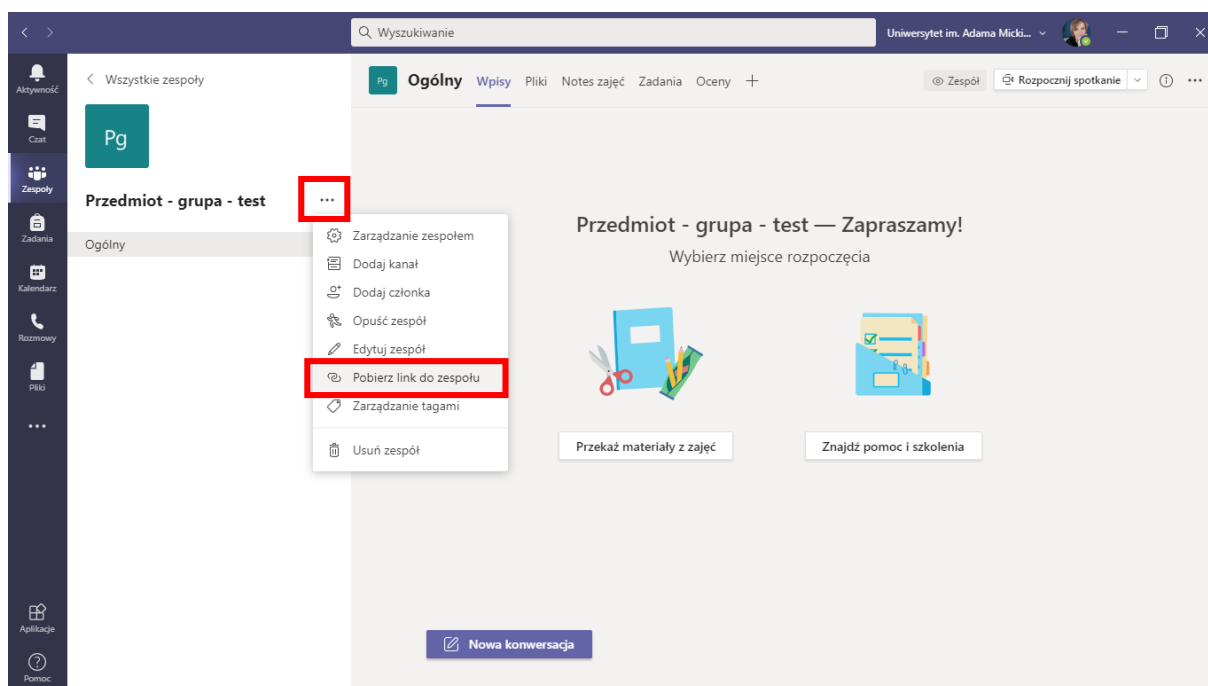 Wyszukiwanie
Uniwersytet im. Adama Micki...
Aktywność
Czat
Zespoły
Zadania
Kalendarz
Rozmowy
Pliki
Aplikacje
Pomoc
Wszystkie zespoły
Pg
Przedmiot - grupa - test
Ogólny
Zarządzanie zespołem
Dodaj kanał
Dodaj członka
Opuść zespół
Edytuj zespół
Pobierz link do zespołu
Zarządzanie tagami
Usuń zespół
Pg Ogólny Wpisy Pliki Notes zajęć Zadania Oceny
Zespół Rozpocznij spotkanie
Przedmiot - grupa - test — Zapraszamy!
Wybierz miejsce rozpoczęcia
Przekaż materiały z zajęć
Znajdź pomoc i szkolenia
Nowa konwersacja